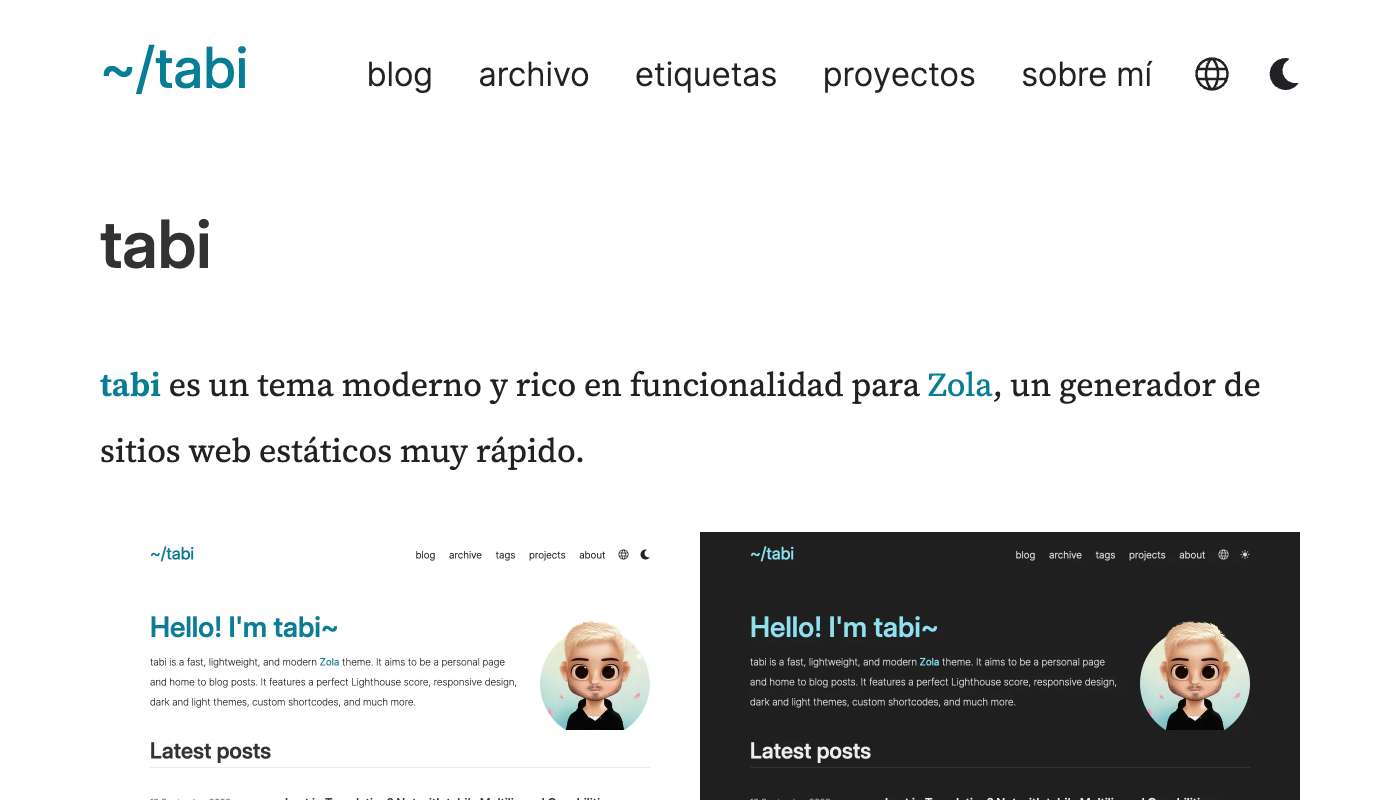 ~/tabi
blog archivo etiquetas proyectos sobre mí
tabi
tabi es un tema moderno y rico en funcionalidad para Zola, un generador de
sitios web estáticos muy rápido.
~/tabi
blog archive tags projects about
Hello! I'm tabi~
tabi is a fast, lightweight, and modern Zola theme. It aims to be a personal page
and home to blog posts. It features a perfect Lighthouse score, responsive design,
dark and light themes, custom shortcodes, and much more.
Latest posts
~/tabi
blog archive tags projects about
Hello! I'm tabi~
tabi is a fast, lightweight, and modern Zola theme. It aims to be a personal page
and home to blog posts. It features a perfect Lighthouse score, responsive design,
dark and light themes, custom shortcodes, and much more.
Latest posts